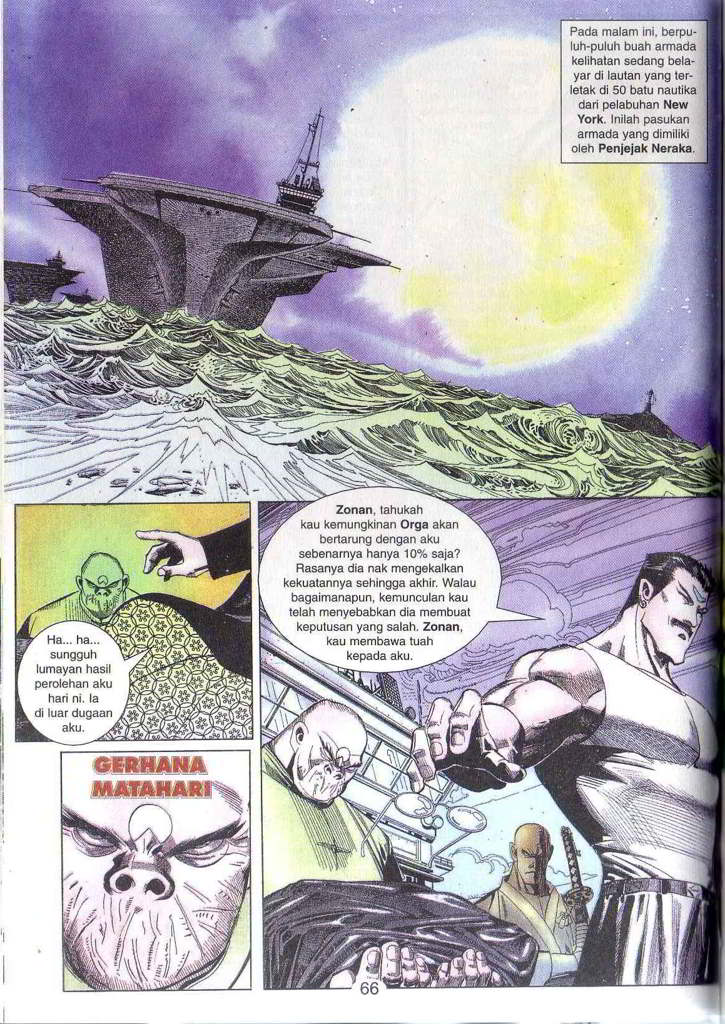 Pada malam ini, berpu-
luh-puluh buah armada
kelihatan sedang bela-
yar di lautan yang ter-
letak di 50 batu nautika
dari pelabuhan New
York. Inilah pasukan
armada yang dimiliki
oleh Penjejak Neraka.
Ha... ha...
sungguh
lumayan hasil
perolehan aku
hari ni. Ia
di luar dugaan
aku.
Zonan, tahukah
kau kemungkinan Orga akan
bertarung dengan aku
sebenarnya hanya 10% saja?
Rasanya dia nak mengekalkan
kekuatannya sehingga akhir. Walau
bagaimanapun, kemunculan kau
telah menyebabkan dia membuat
keputusan yang salah. Zonan,
kau membawa tuah
kepada aku.
GERHANA
MATAHARI
66